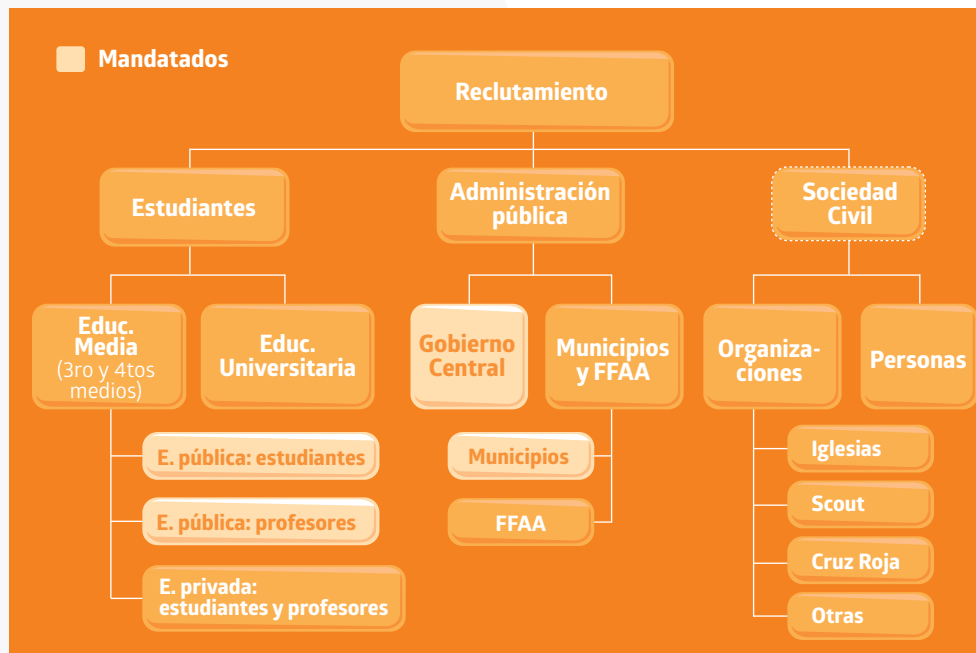 Mandatados
Reclutamiento
Estudiantes
Administración
pública
Sociedad
Civil
Educ.
Media
(3ro y 4tos
medios)
Educ.
Universitaria
Gobierno
Central
Municipios
y FFAA
Organiza-
ciones
Personas
E. pública: estudiantes
E. pública: profesores
E. privada:
estudiantes y profesores
Municipios
FFAA
Iglesias
Scout
Cruz Roja
Otras